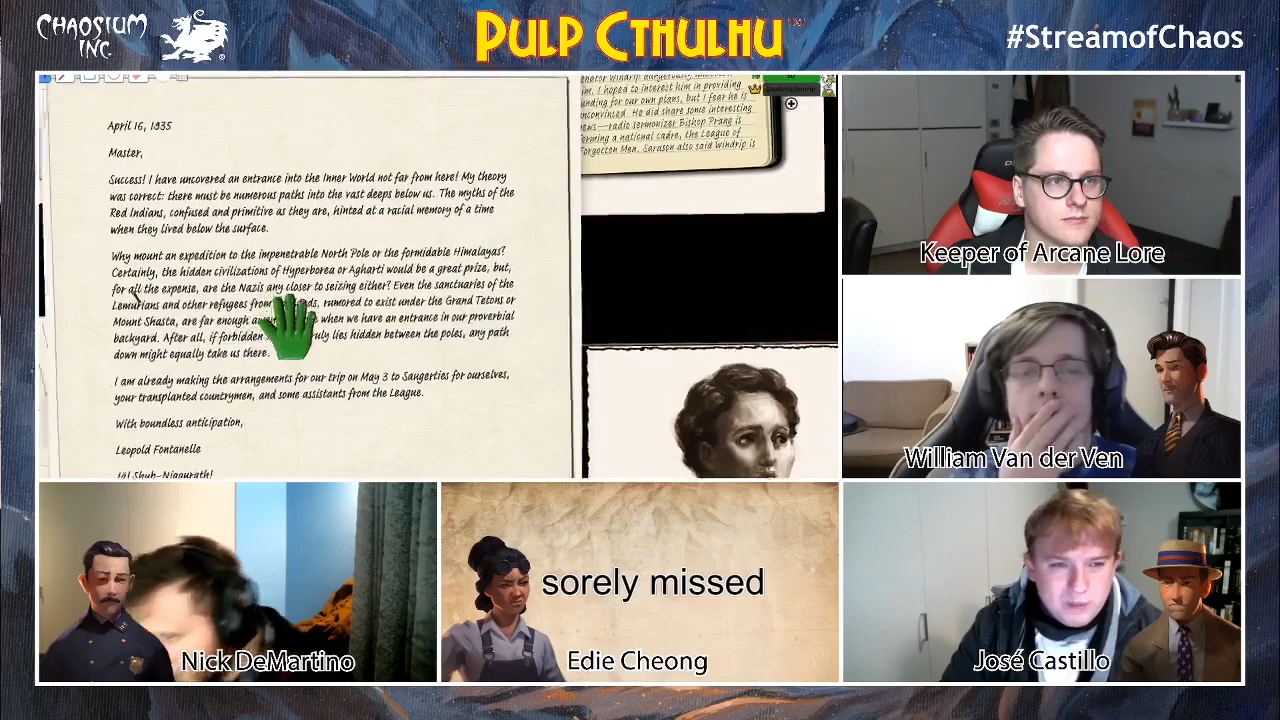 CHAOSIUM INC
PULP CTHULHU™
#StreamofChaos
April 16, 1935
Master,
Success! I have uncovered an entrance into the Inner World not far from here! My theory
was correct: there must be numerous paths into the vast deeps below us. The myths of the
Red Indians, confused and primitive as they are, hinted at a racial memory of a time
when they lived below the surface.
Why mount an expedition to the impenetrable North Pole or the formidable Himalayas?
Certainly, the hidden civilizations of Hyperborea or Agharti would be a great prize, but,
for all the expense, are the Nazis any closer to seizing either? Even the sanctuaries of the
Lemurians and other refugees from rumored to exist under the Grand Tetons or
Mount Shasta, are far enough when we have an entrance in our proverbial
backyard. After all, if forbidden lies hidden between the poles, any path
down might equally take us there.
I am already making the arrangements for our trip on May 3 to Saugerties for ourselves,
your transplanted countrymen, and some assistants from the League.
With boundless anticipation,
Leopold Fontanelle
Iä! Shub-Niggurath!
Windrip dangerously
I hoped to interest him in providing
for our own plans, but I fear he is
He did share some interesting
radio sermonizer Bishop Prang is
forming a national cadre, the League of
Forgotten Men. Sarason also said Windrip is
Keeper of Arcane Lore
William Van der Ven
Nick DeMartino
sorely missed
Edie Cheong
José Castillo